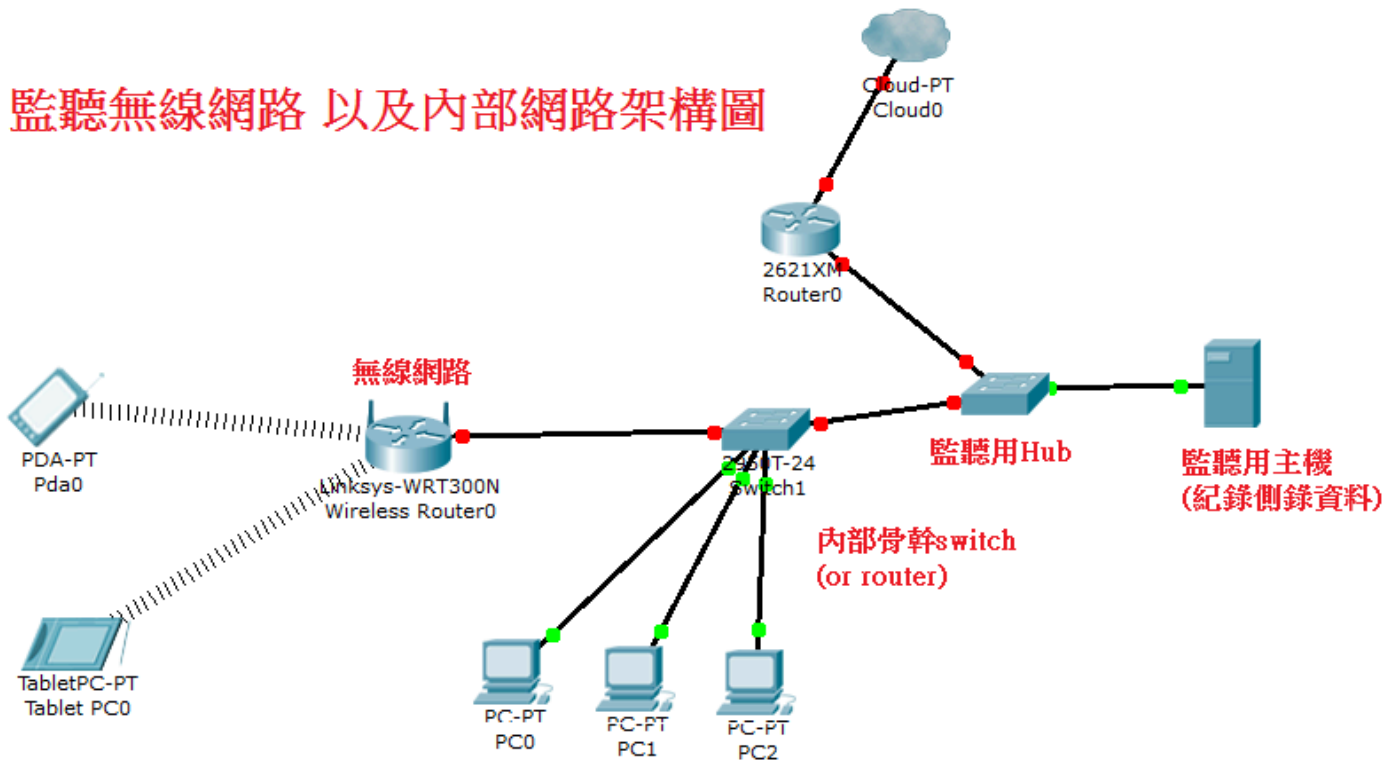 監聽無線網路 以及內部網路架構圖
Cloud-PT
Cloud0
2621XM
Router0
無線網路
PDA-PT
Pda0
Linksys-WRT300N
Wireless Router0
2950T-24
Switch1
監聽用Hub
監聽用主機
(紀錄側錄資料)
內部骨幹switch
(or router)
TabletPC-PT
Tablet PC0
PC-PT
PC0
PC-PT
PC1
PC-PT
PC2